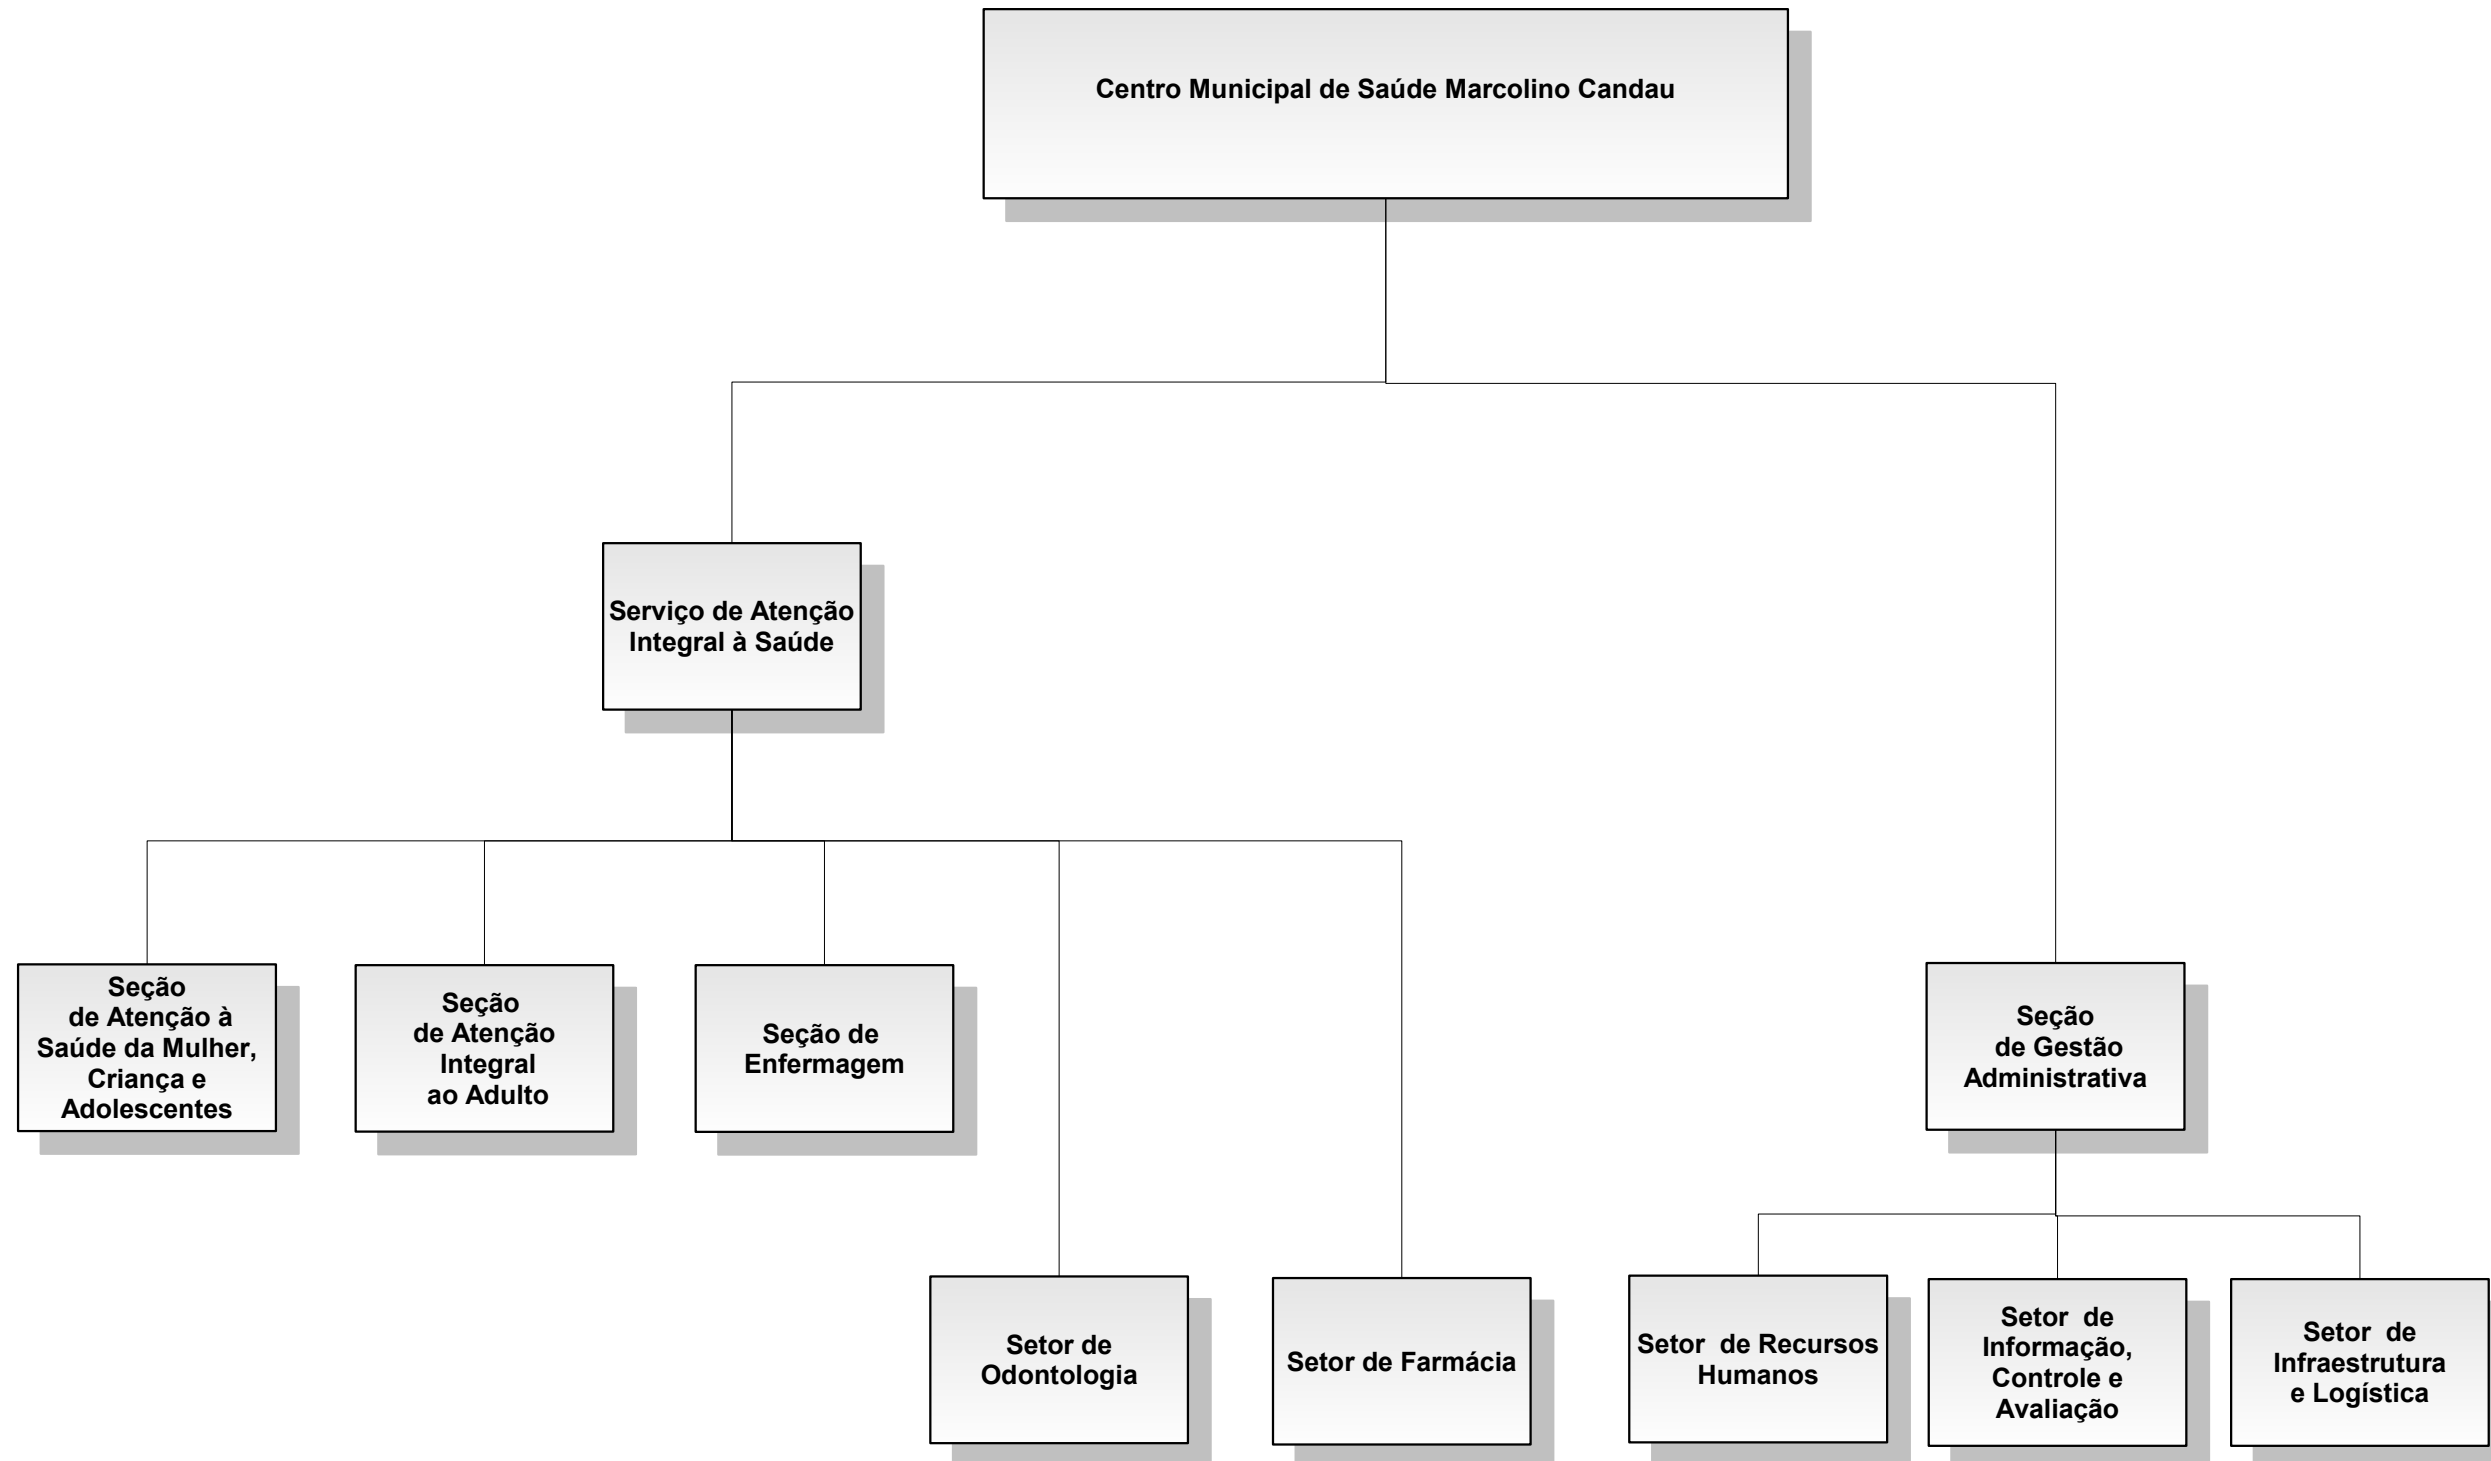 Centro Municipal de Saúde Marcolino Candau
Serviço de Atenção
Integral à Saúde
Seção
de Atenção à
Saúde da Mulher,
Criança e
Adolescentes
Seção
de Atenção
Integral
ao Adulto
Seção de
Enfermagem
Seção
de Gestão
Administrativa
Setor de
Odontologia
Setor de Farmácia
Setor de Recursos
Humanos
Setor de
Informação,
Controle e
Avaliação
Setor de
Infraestrutura
e Logística